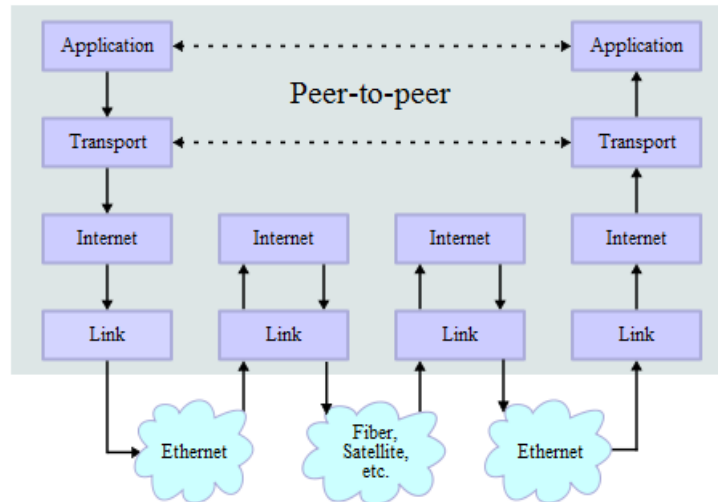 Application
Application
Peer-to-peer
Transport
Transport
Internet
Internet
Internet
Internet
Link
Link
Link
Link
Ethernet
Fiber,
Satellite,
etc.
Ethernet